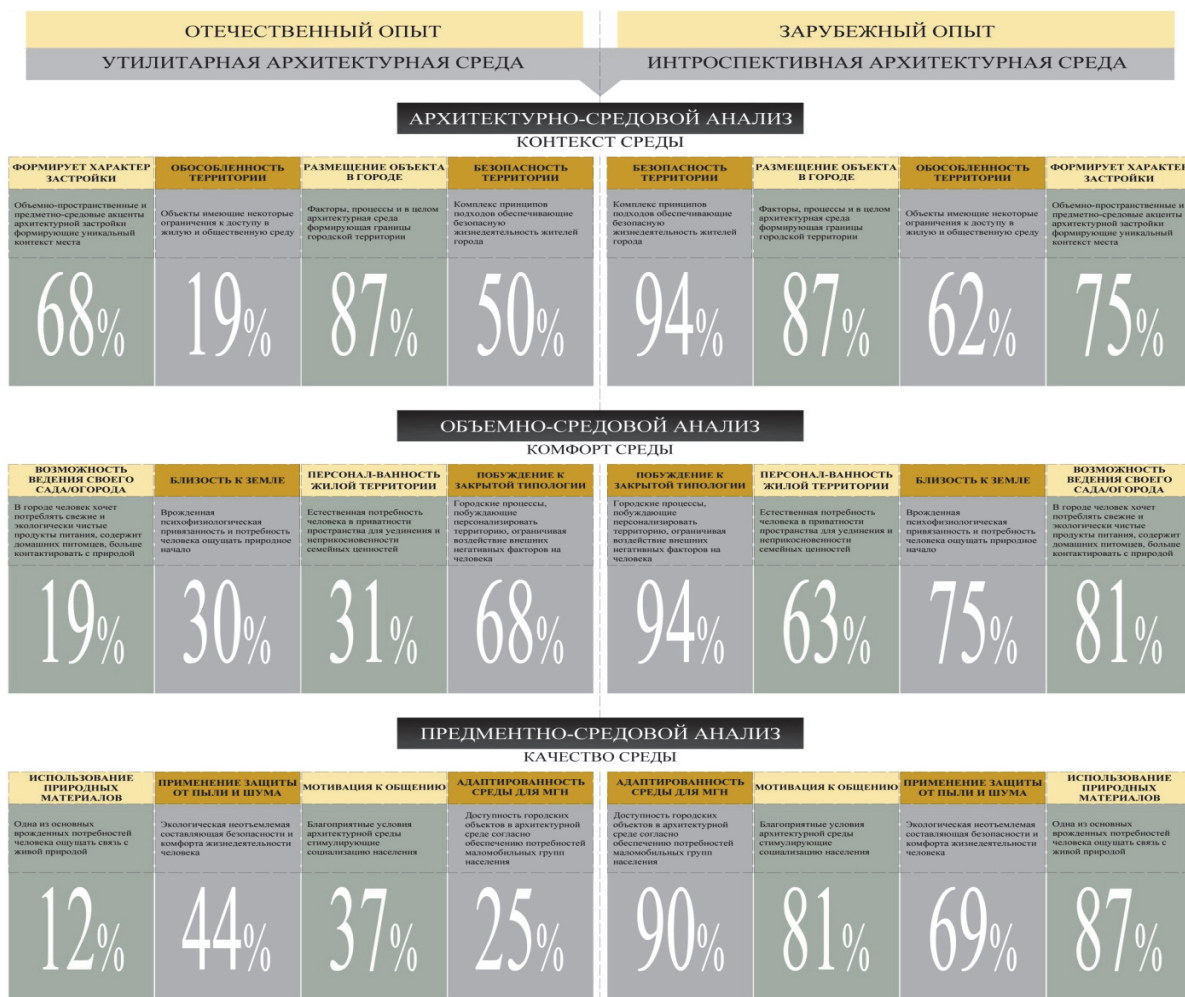 ОТЕЧЕСТВЕННЫЙ ОПЫТ
ЗАРУБЕЖНЫЙ ОПЫТ
УТИЛИТАРНАЯ АРХИТЕКТУРНАЯ СРЕДА
ИНТРОСПЕКТИВНАЯ АРХИТЕКТУРНАЯ СРЕДА
АРХИТЕКТУРНО-СРЕДОВОЙ АНАЛИЗ
КОНТЕКСТ СРЕДЫ
ФОРМИРУЕТ ХАРАКТЕР
ЗАСТРОЙКИ
Объемно-пространственные и
предметно-средовые акценты
архитектурной застройки
формирующие уникальный
контекст места
68%
ОБОСОБЛЕННОСТЬ
ТЕРРИТОРИИ
Объекты имеющие некоторые
ограничения к доступу в
жилую и общественную среду
19%
РАЗМЕЩЕНИЕ ОБЪЕКТА
В ГОРОДЕ
Факторы, процессы и в целом
архитектурная среда
формирующая границы
городской территории
87%
БЕЗОПАСНОСТЬ
ТЕРРИТОРИИ
Комплекс принципов
подходов обеспечивающие
безопасную
жизнедеятельность жителей
города
50%
БЕЗОПАСНОСТЬ
ТЕРРИТОРИИ
Комплекс принципов
подходов обеспечивающие
безопасную
жизнедеятельность жителей
города
94%
РАЗМЕЩЕНИЕ ОБЪЕКТА
В ГОРОДЕ
Факторы, процессы и в целом
архитектурная среда
формирующая границы
городской территории
87%
ОБОСОБЛЕННОСТЬ
ТЕРРИТОРИИ
Объекты имеющие некоторые
ограничения к доступу в
жилую и общественную среду
62%
ФОРМИРУЕТ ХАРАКТЕР
ЗАСТРОЙКИ
Объемно-пространственные и
предметно-средовые акценты
архитектурной застройки
формирующие уникальный
контекст места
75%
ОБЪЕМНО-СРЕДОВОЙ АНАЛИЗ
КОМФОРТ СРЕДЫ
ВОЗМОЖНОСТЬ
ВЕДЕНИЯ СВОЕГО
САДА/ОГОРОДА
В городе человек хочет
потреблять свежие и
экологически чистые
продукты питания, содержит
домашних питомцев, больше
контактировать с природой
19%
БЛИЗОСТЬ К ЗЕМЛЕ
Врожденная
психофизиологическая
привязанность и потребность
человека ощущать природное
начало
30%
ПЕРСОНАЛ-ВАННОСТЬ
ЖИЛОЙ ТЕРРИТОРИИ
Естественная потребность
человека в приватности
пространства для уединения и
неприкосновенности
семейных ценностей
31%
ПОБУЖДЕНИЕ К
ЗАКРЫТОЙ ТИПОЛОГИИ
Городские процессы,
побуждающие
персонализировать
территорию, ограничивая
воздействие внешних
негативных факторов на
человека
68%
ПОБУЖДЕНИЕ К
ЗАКРЫТОЙ ТИПОЛОГИИ
Городские процессы,
побуждающие
персонализировать
территорию, ограничивая
воздействие внешних
негативных факторов на
человека
94%
ПЕРСОНАЛ-ВАННОСТЬ
ЖИЛОЙ ТЕРРИТОРИИ
Естественная потребность
человека в приватности
пространства для уединения и
неприкосновенности
семейных ценностей
63%
БЛИЗОСТЬ К ЗЕМЛЕ
Врожденная
психофизиологическая
привязанность и потребность
человека ощущать природное
начало
75%
ВОЗМОЖНОСТЬ
ВЕДЕНИЯ СВОЕГО
САДА/ОГОРОДА
В городе человек хочет
потреблять свежие и
экологически чистые
продукты питания, содержит
домашних питомцев, больше
контактировать с природой
81%
ПРЕДМЕНТНО-СРЕДОВОЙ АНАЛИЗ
КАЧЕСТВО СРЕДЫ
ИСПОЛЬЗОВАНИЕ
ПРИРОДНЫХ
МАТЕРИАЛОВ
Одна из основных
врожденных потребностей
человека ощущать связь с
живой природой
12%
ПРИМЕНЕНИЕ ЗАЩИТЫ
ОТ ПЫЛИ И ШУМА
Экологическая неотъемлемая
составляющая безопасности и
комфорта жизнедеятельности
человека
44%
МОТИВАЦИЯ К ОБЩЕНИЮ
Благоприятные условия
архитектурной среды
стимулирующие
социализацию населения
37%
АДАПТИРОВАННОСТЬ
СРЕДЫ ДЛЯ МГН
Доступность городских
объектов в архитектурной
среде согласно
обеспечению потребностей
маломобильных групп
населения
25%
АДАПТИРОВАННОСТЬ
СРЕДЫ ДЛЯ МГН
Доступность городских
объектов в архитектурной
среде согласно
обеспечению потребностей
маломобильных групп
населения
90%
МОТИВАЦИЯ К ОБЩЕНИЮ
Благоприятные условия
архитектурной среды
стимулирующие
социализацию населения
81%
ПРИМЕНЕНИЕ ЗАЩИТЫ
ОТ ПЫЛИ И ШУМА
Экологическая неотъемлемая
составляющая безопасности и
комфорта жизнедеятельности
человека
69%
ИСПОЛЬЗОВАНИЕ
ПРИРОДНЫХ
МАТЕРИАЛОВ
Одна из основных
врожденных потребностей
человека ощущать связь с
живой природой
87%